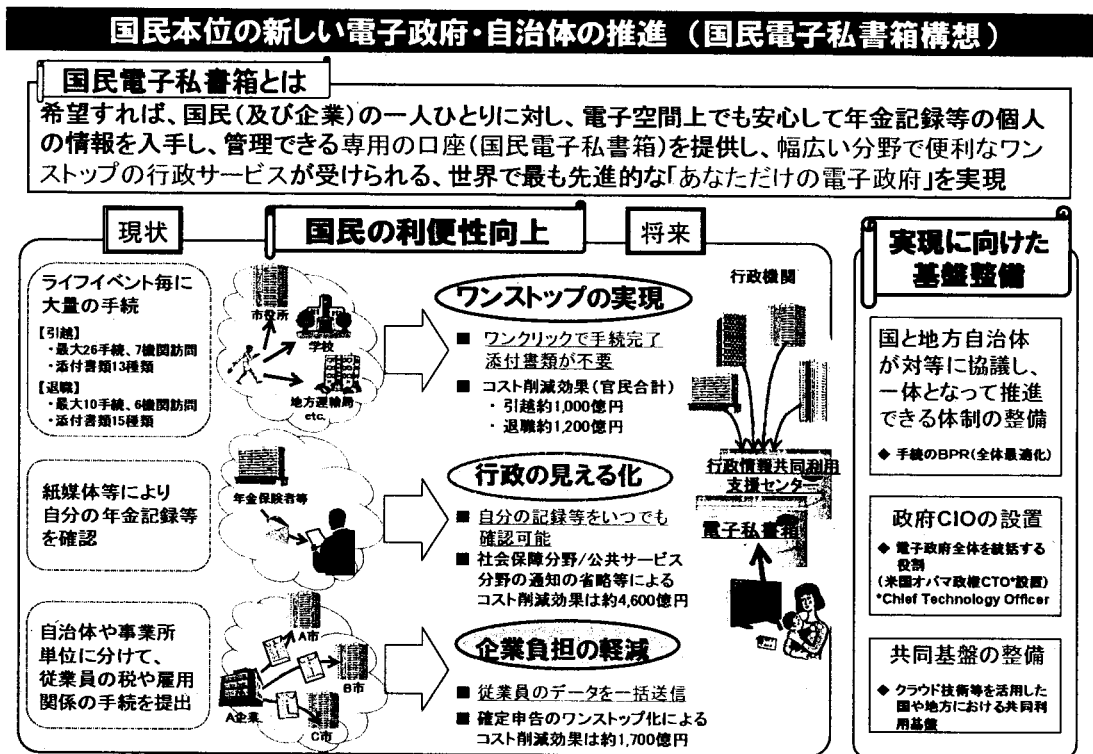 国民本位の新しい電子政府・自治体の推進 （国民電子私書箱構想）
国民電子私書箱とは
希望すれば、国民（及び企業）の一人ひとりに対し、電子空間上でも安心して年金記録等の個人
の情報を入手し、管理できる専用の口座（国民電子私書箱）を提供し、幅広い分野で便利なワン
ストップの行政サービスが受けられる、世界で最も先進的な「あなただけの電子政府」を実現
現状
国民の利便性向上
将来
ライフイベント毎に
大量の手続
【引越】
・最大26手続、7機関訪問
・添付書類13種類
【退職】
・最大10手続、6機関訪問
・添付書類15種類
市役所
学校
地方運輸局
etc.
ワンストップの実現
■ ワンクリックで手続完了
添付書類が不要
■ コスト削減効果（官民合計）
・ 引越約1,000億円
・ 退職約1,200億円
紙媒体等により
自分の年金記録等
を確認
年金保険者等
行政の見える化
■ 自分の記録等をいつでも
確認可能
■ 社会保障分野/公共サービス
分野の通知の省略等による
コスト削減効果は約4,600億円
自治体や事業所
単位に分けて、
従業員の税や雇用
関係の手続を提出
A企業
A市
B市
C市
企業負担の軽減
■ 従業員のデータを一括送信
■ 確定申告のワンストップ化による
コスト削減効果は約1,700億円
行政機関
行政情報共同利用
支援センター
電子私書箱
実現に向けた
基盤整備
国と地方自治体
が対等に協議し、
一体となって推進
できる体制の整備
◆ 手続のBPR（全体最適化）
政府CIOの設置
◆ 電子政府全体を統括する
役割
（米国オバマ政権CTO*設置）
*Chief Technology Officer
共同基盤の整備
◆ クラウド技術等を活用した
国や地方における共同利
用基盤